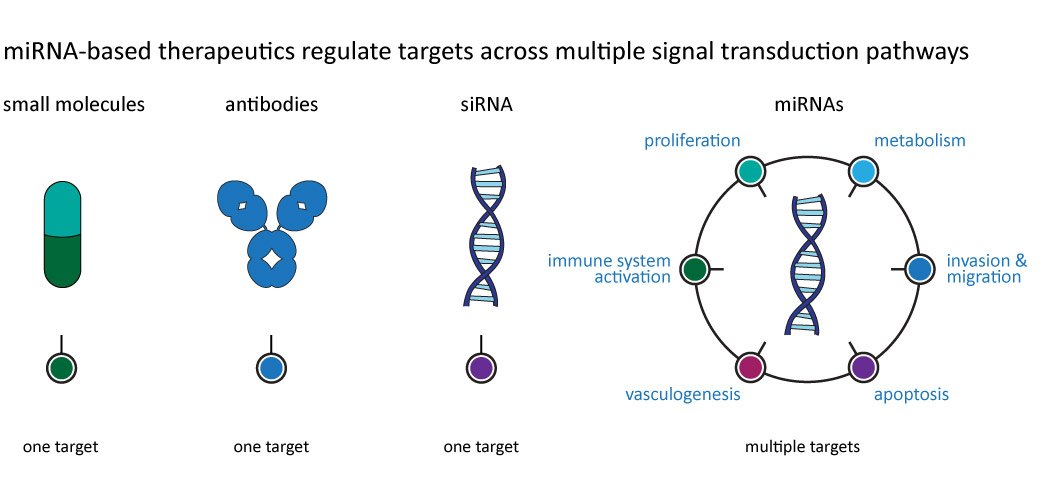 miRNA-based therapeutics regulate targets across multiple signal transduction pathways
small molecules
antibodies
siRNA
miRNAs
proliferation
metabolism
immune system
activation
invasion &
migration
vasculogenesis
apoptosis
one target
one target
one target
multiple targets